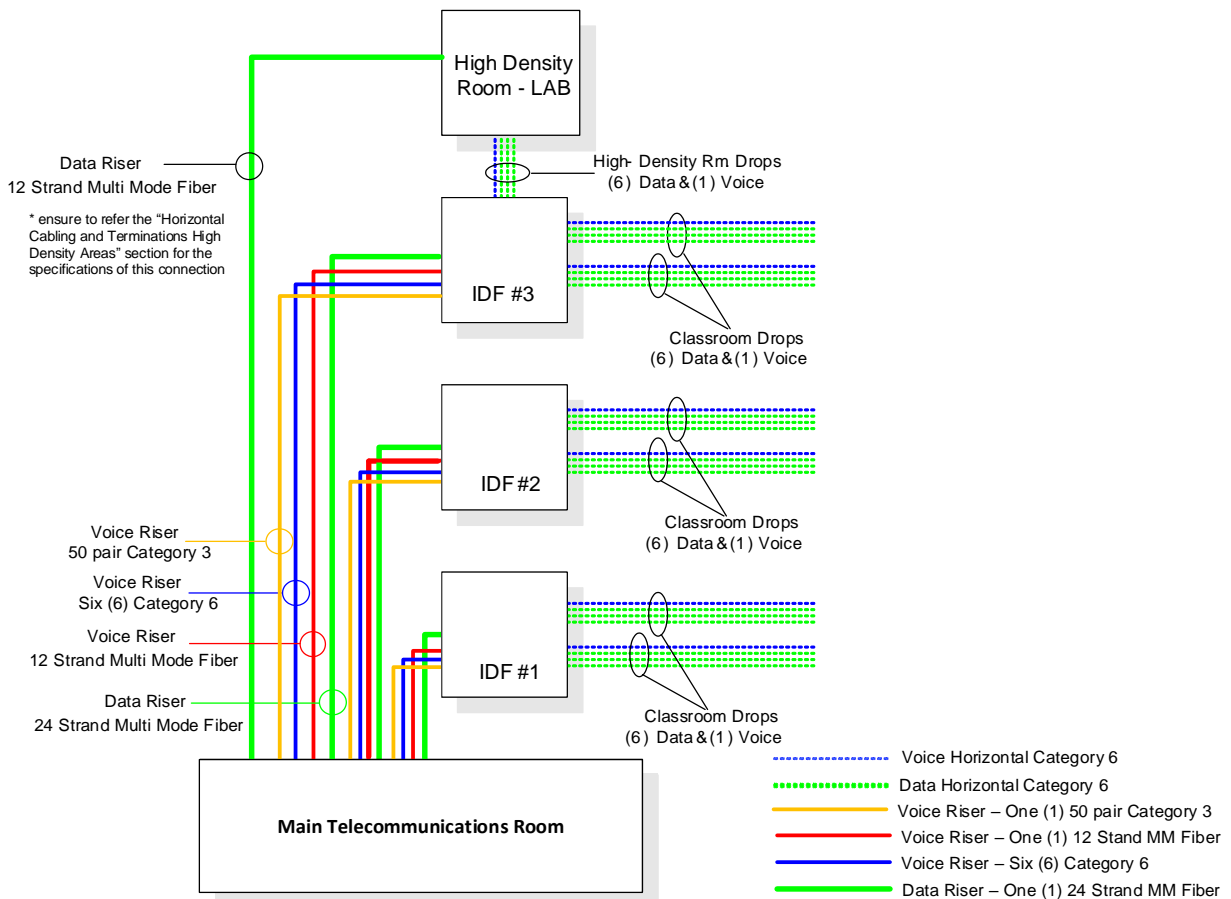 High Density
Room - LAB
Data Riser
12 Strand Multi Mode Fiber
* ensure to refer the “Horizontal
Cabling and Terminations High
Density Areas” section for the
specifications of this connection
High- Density Rm Drops
(6) Data & (1) Voice
IDF #3
Classroom Drops
(6) Data & (1) Voice
IDF #2
Classroom Drops
(6) Data & (1) Voice
Voice Riser
50 pair Category 3
Voice Riser
Six (6) Category 6
Voice Riser
12 Strand Multi Mode Fiber
Data Riser
24 Strand Multi Mode Fiber
IDF #1
Classroom Drops
(6) Data & (1) Voice
Main Telecommunications Room
Voice Horizontal Category 6
Data Horizontal Category 6
Voice Riser – One (1) 50 pair Category 3
Voice Riser – One (1) 12 Stand MM Fiber
Voice Riser – Six (6) Category 6
Data Riser – One (1) 24 Strand MM Fiber